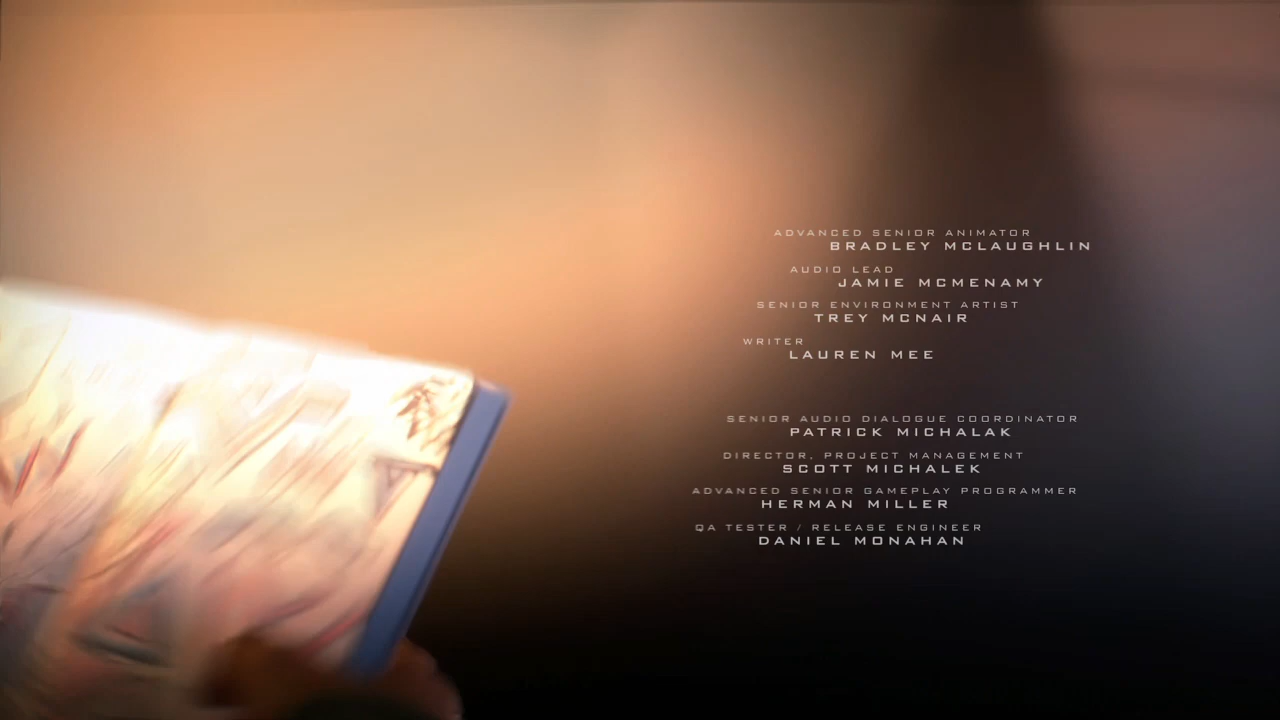 ADVANCED SENIOR ANIMATOR
BRADLEY MCLAUGHLIN
AUDIO LEAD
JAMIE MCMENAMY
SENIOR ENVIRONMENT ARTIST
TREY MCNAIR
WRITER
LAUREN MEE
SENIOR AUDIO DIALOGUE COORDINATOR
PATRICK MICHALAK
DIRECTOR, PROJECT MANAGEMENT
SCOTT MICHALEK
ADVANCED SENIOR GAMEPLAY PROGRAMMER
HERMAN MILLER
QA TESTER / RELEASE ENGINEER
DANIEL MONAHAN